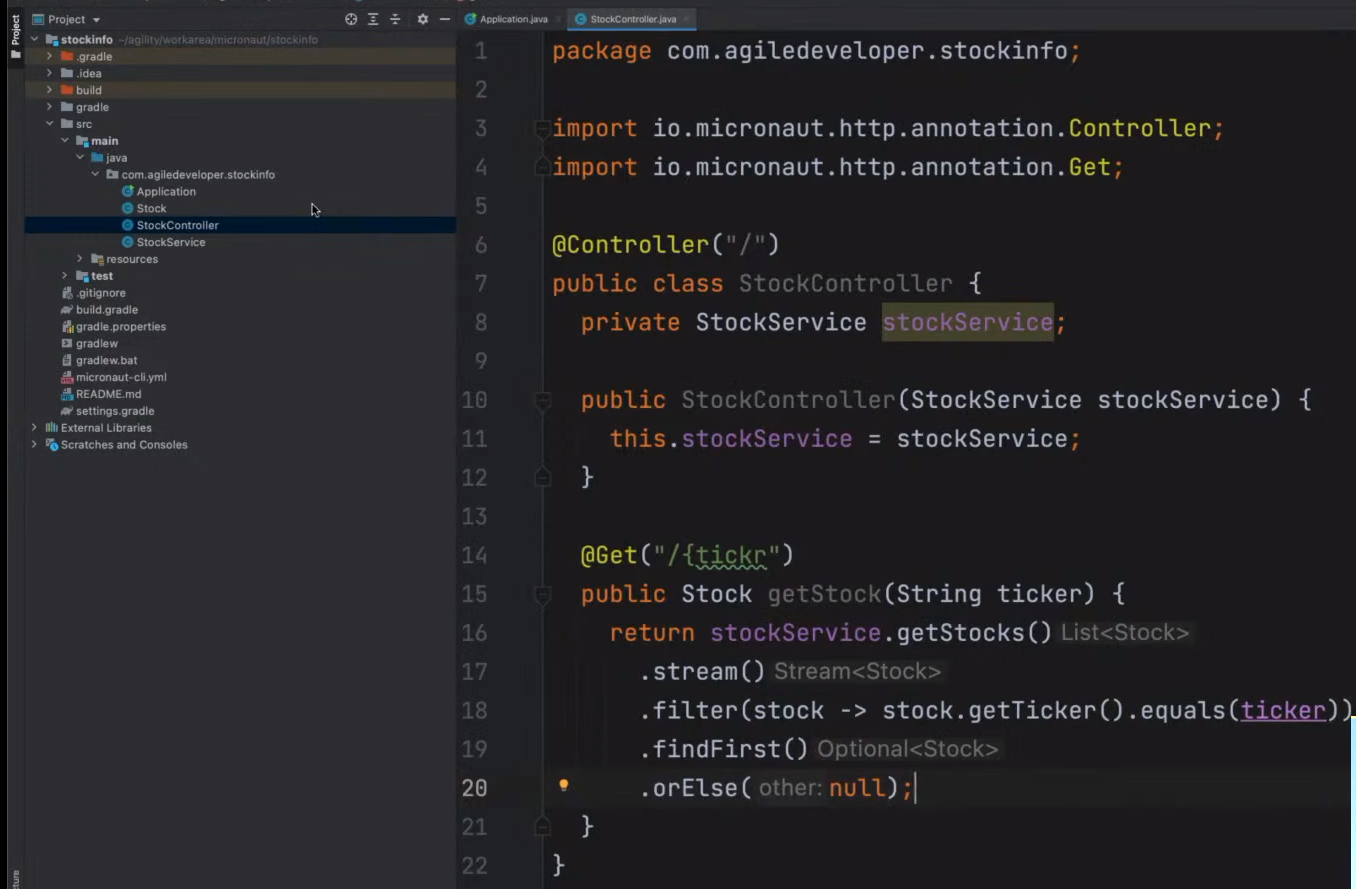 Project
Project
stockinfo ~/agility/workarea/micronaut/stockinfo
.gradle
.idea
build
gradle
src
main
java
com.agiledeveloper.stockinfo
Application
Stock
StockController
StockService
resources
test
.gitignore
build.gradle
gradle.properties
gradlew
gradlew.bat
micronaut-cli.yml
README.md
settings.gradle
External Libraries
Scratches and Consoles
Application.java
StockController.java
1 package com.agiledeveloper.stockinfo;
2
3 import io.micronaut.http.annotation.Controller;
4 import io.micronaut.http.annotation.Get;
5
6 @Controller("/")
7 public class StockController {
8 private StockService stockService;
9
10 public StockController(StockService stockService) {
11 this.stockService = stockService;
12 }
13
14 @Get("/{tickr")
15 public Stock getStock(String ticker) {
16 return stockService.getStocks() List<Stock>
17 .stream() Stream<Stock>
18 .filter(stock -> stock.getTicker().equals(ticker))
19 .findFirst() Optional<Stock>
20 .orElse( other: null);
21 }
22 }